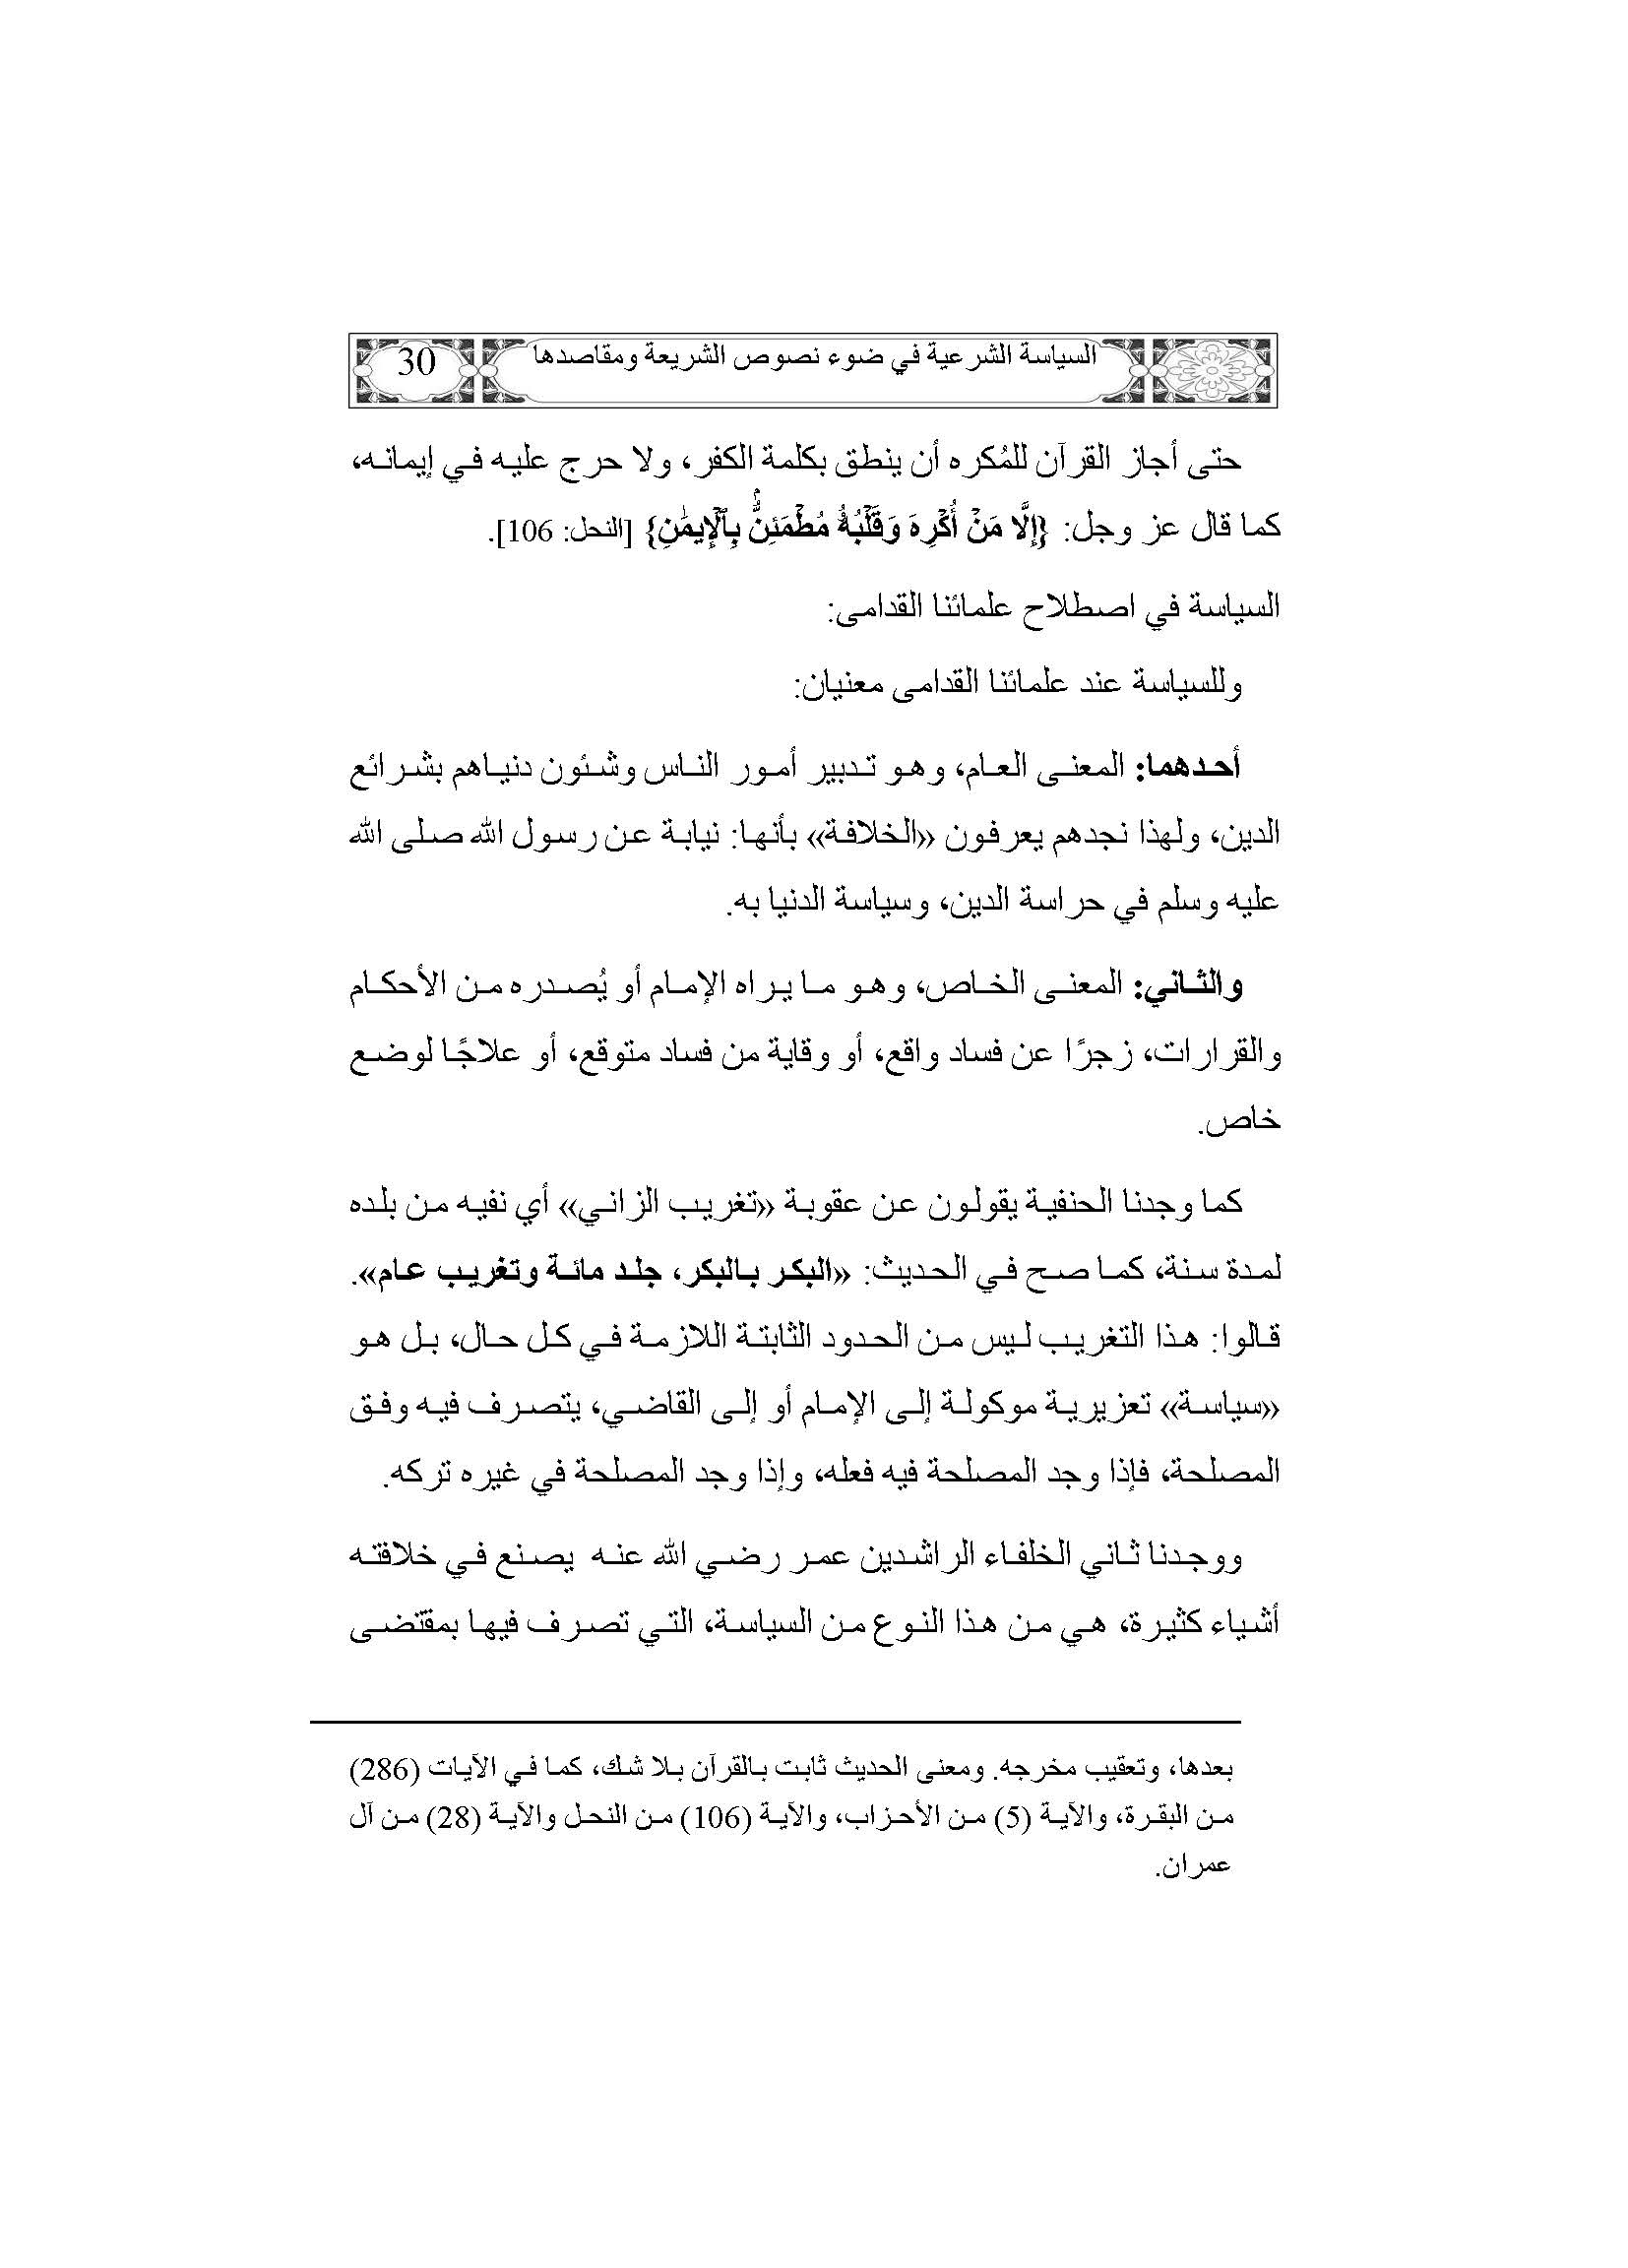 السياسة الشرعية في ضوء نصوص الشريعة ومقاصدها 30
حتى أجاز القرآن للمُكره أن ينطق بكلمة الكفر، ولا حرج عليه في إيمانه،
كما قال عز وجل: {إِلَّا مَنۡ أُكۡرِهَ وَقَلۡبُهُۥ مُطۡمَئِنُّۢ بِٱلۡإِيمَٰنِ} [النحل: 106].
السياسة في اصطلاح علمائنا القدامى:
وللسياسة عند علمائنا القدامى معنيان:
أحدهما: المعنى العام، وهو تدبير أمور الناس وشئون دنياهم بشرائع
الدين، ولهذا نجدهم يعرفون «الخلافة» بأنها: نيابة عن رسول الله صلى الله
عليه وسلم في حراسة الدين، وسياسة الدنيا به.
والثاني: المعنى الخاص، وهو ما يراه الإمام أو يُصدره من الأحكام
والقرارات، زجرًا عن فساد واقع، أو وقاية من فساد متوقع، أو علاجًا لوضع
خاص.
كما وجدنا الحنفية يقولون عن عقوبة «تغريب الزاني» أي نفيه من بلده
لمدة سنة، كما صح في الحديث: «البكر بالبكر، جلد مائة وتغريب عام».
قالوا: هذا التغريب ليس من الحدود الثابتة اللازمة في كل حال، بل هو
«سياسة» تعزيرية موكولة إلى الإمام أو إلى القاضي، يتصرف فيه وفق
المصلحة، فإذا وجد المصلحة فيه فعله، وإذا وجد المصلحة في غيره تركه.
ووجدنا ثاني الخلفاء الراشدين عمر رضي الله عنه يصنع في خلافته
أشياء كثيرة، هي من هذا النوع من السياسة، التي تصرف فيها بمقتضى
بعدها، وتعقيب مخرجه. ومعنى الحديث ثابت بالقرآن بلا شك، كما في الآيات (286)
من البقرة، والآية (5) من الأحزاب، والآية (106) من النحل والآية (28) من آل
عمران.